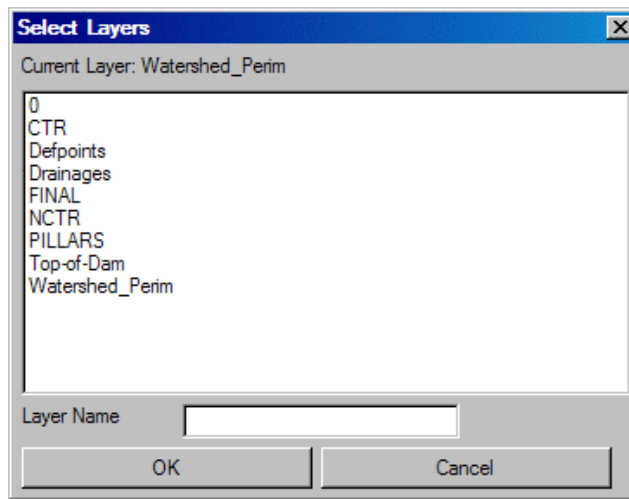 Select Layers
Current Layer: Watershed_Perim
0
CTR
Defpoints
Drainages
FINAL
NCTR
PILLARS
Top-of-Dam
Watershed_Perim
Layer Name
OK Cancel